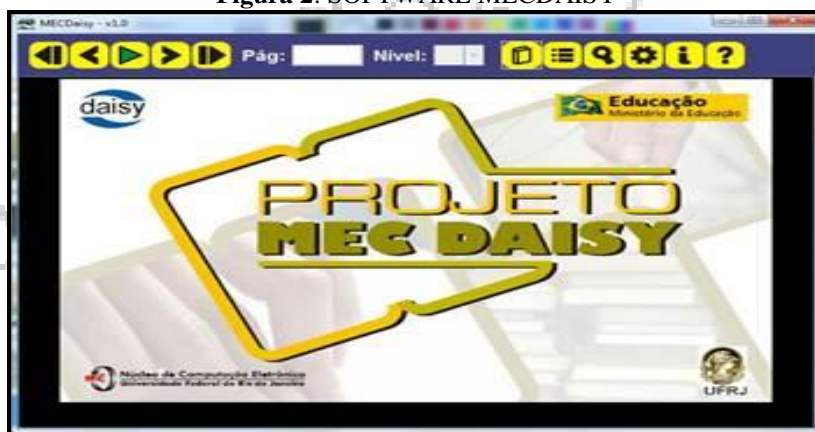 Figura 2: SOFTWARE MECDAISY
MECDaisy - v1.0
Pág: Nível:
daisy
Educação
Ministério da Educação
PROJETO
MEC DAISY
Núcleo de Computação Eletrônica
Universidade Federal do Rio de Janeiro
UFRJ